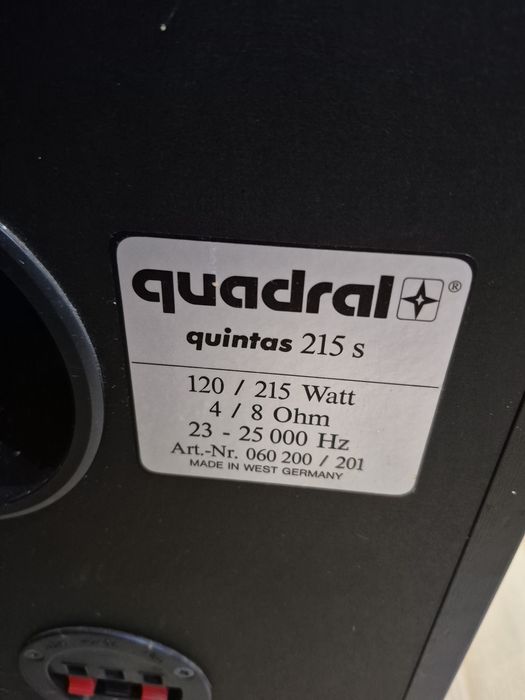 quadral ®
quintas 215 s
120 / 215 Watt
4 / 8 Ohm
23 - 25 000 Hz
Art.-Nr. 060 200 / 201
MADE IN WEST GERMANY